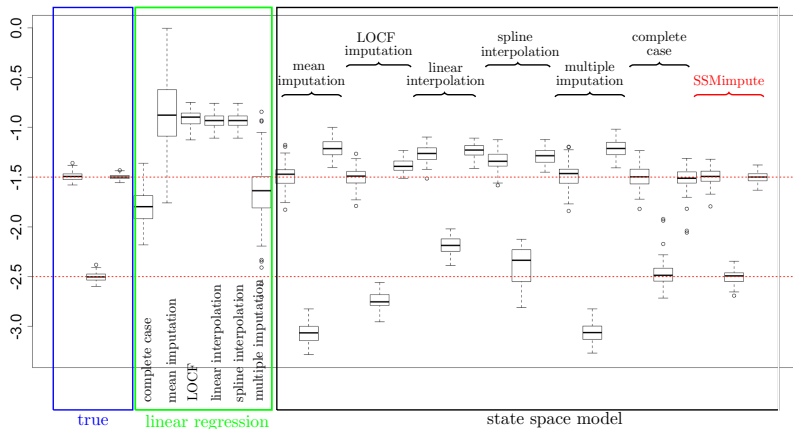 0.0
-0.5
-1.0
-1.5
-2.0
-2.5
-3.0
mean
imputation
LOCF
imputation
linear
interpolation
spline
interpolation
multiple
imputation
complete
case
SSMimpute
complete case
mean imputation
LOCF
linear interpolation
spline interpolation
multiple imputation
true
linear regression
state space model